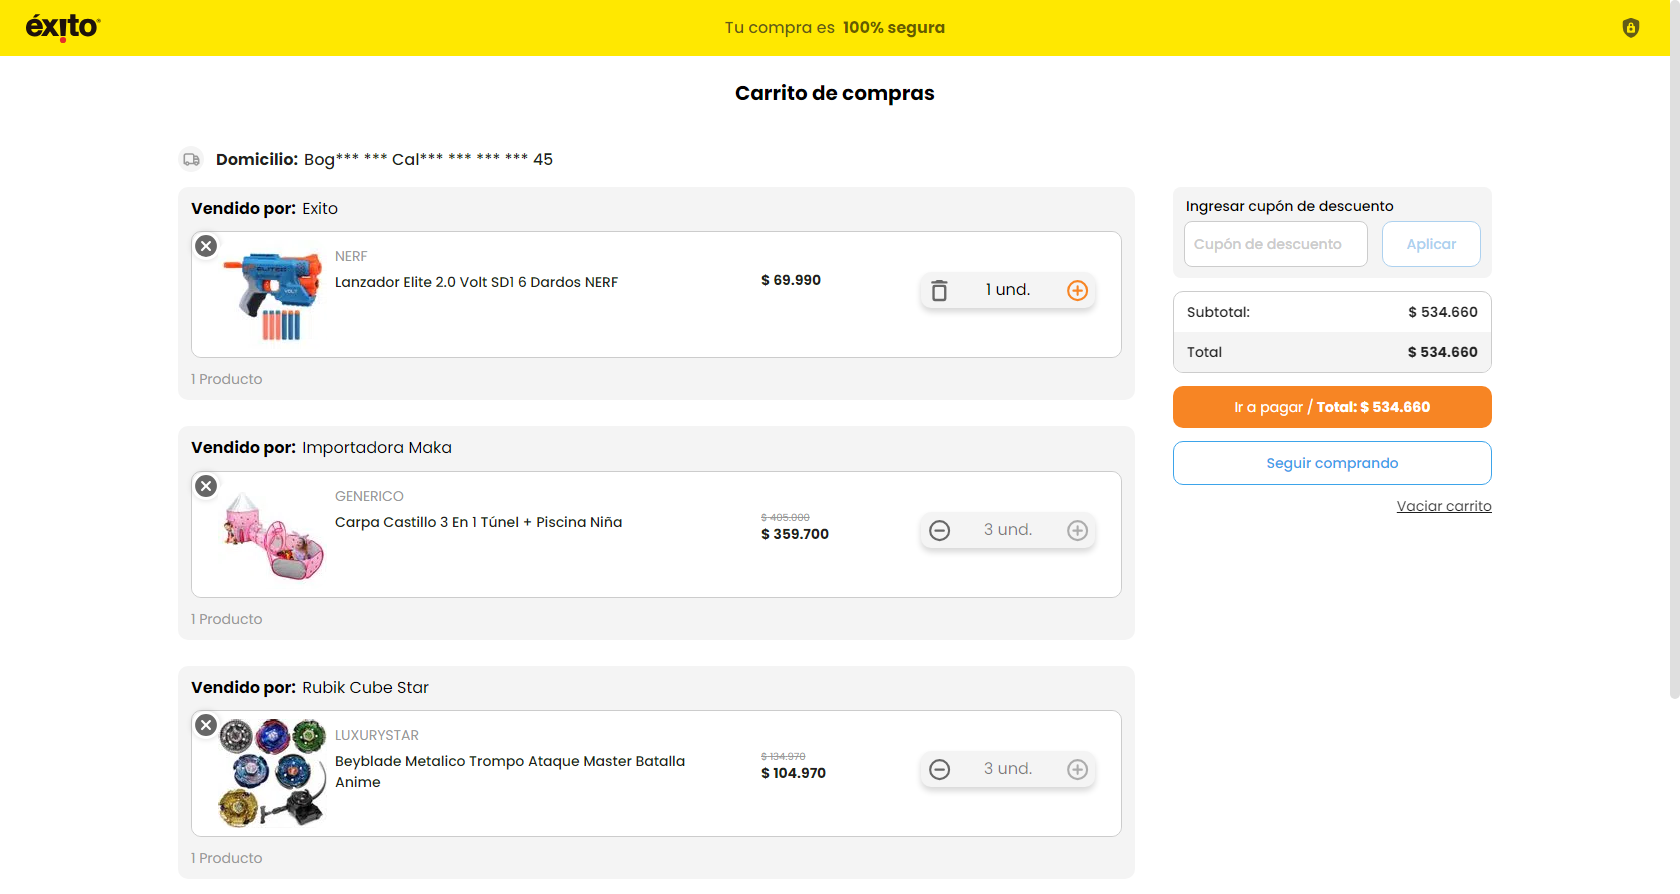 éxito
Tu compra es 100% segura
Carrito de compras
Domicilio: Bog*** *** Cal*** *** *** *** 45
Vendido por: Exito
NERF
Lanzador Elite 2.0 Volt SD1 6 Dardos NERF
$ 69.990
1 und.
1 Producto
Vendido por: Importadora Maka
GENERICO
Carpa Castillo 3 En 1 Túnel + Piscina Niña
$ 405.000
$ 359.700
3 und.
1 Producto
Vendido por: Rubik Cube Star
LUXURYSTAR
Beyblade Metalico Trompo Ataque Master Batalla
Anime
$ 134.970
$ 104.970
3 und.
1 Producto
Ingresar cupón de descuento
Cupón de descuento
Aplicar
Subtotal: $ 534.660
Total $ 534.660
Ir a pagar / Total: $ 534.660
Seguir comprando
Vaciar carrito